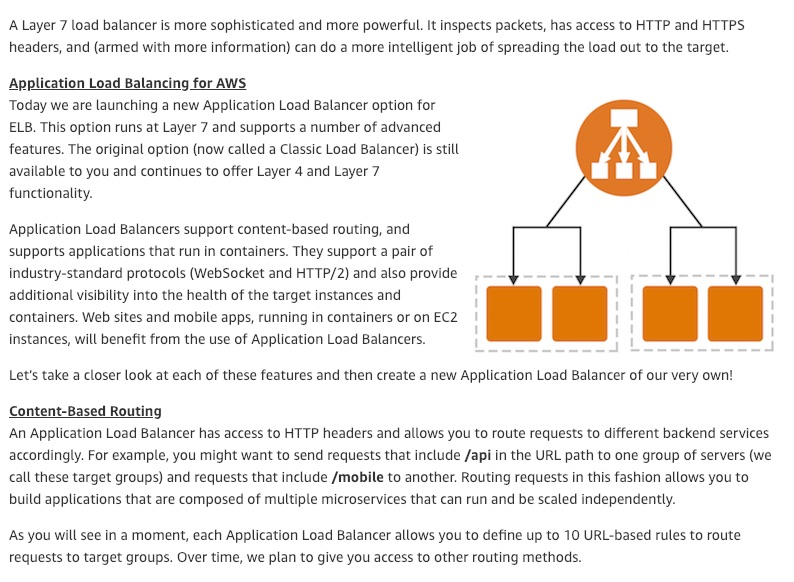 A Layer 7 load balancer is more sophisticated and more powerful. It inspects packets, has access to HTTP and HTTPS
headers, and (armed with more information) can do a more intelligent job of spreading the load out to the target.
Application Load Balancing for AWS
Today we are launching a new Application Load Balancer option for
ELB. This option runs at Layer 7 and supports a number of advanced
features. The original option (now called a Classic Load Balancer) is still
available to you and continues to offer Layer 4 and Layer 7
functionality.
Application Load Balancers support content-based routing, and
supports applications that run in containers. They support a pair of
industry-standard protocols (WebSocket and HTTP/2) and also provide
additional visibility into the health of the target instances and
containers. Web sites and mobile apps, running in containers or on EC2
instances, will benefit from the use of Application Load Balancers.
Let’s take a closer look at each of these features and then create a new Application Load Balancer of our very own!
Content-Based Routing
An Application Load Balancer has access to HTTP headers and allows you to route requests to different backend services
accordingly. For example, you might want to send requests that include /api in the URL path to one group of servers (we
call these target groups) and requests that include /mobile to another. Routing requests in this fashion allows you to
build applications that are composed of multiple microservices that can run and be scaled independently.
As you will see in a moment, each Application Load Balancer allows you to define up to 10 URL-based rules to route
requests to target groups. Over time, we plan to give you access to other routing methods.